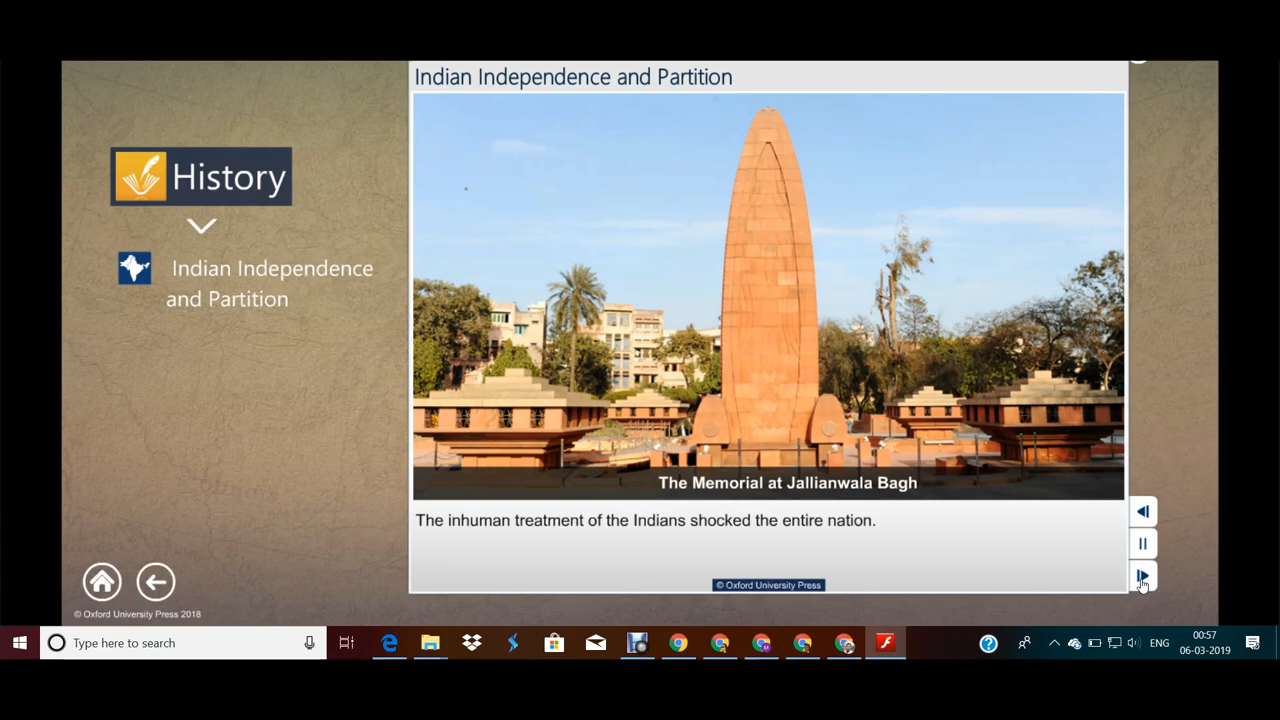 Indian Independence and Partition
History
Indian Independence
and Partition
The Memorial at Jallianwala Bagh
The inhuman treatment of the Indians shocked the entire nation.
© Oxford University Press
© Oxford University Press 2018
Type here to search
ENG
00:57
06-03-2019